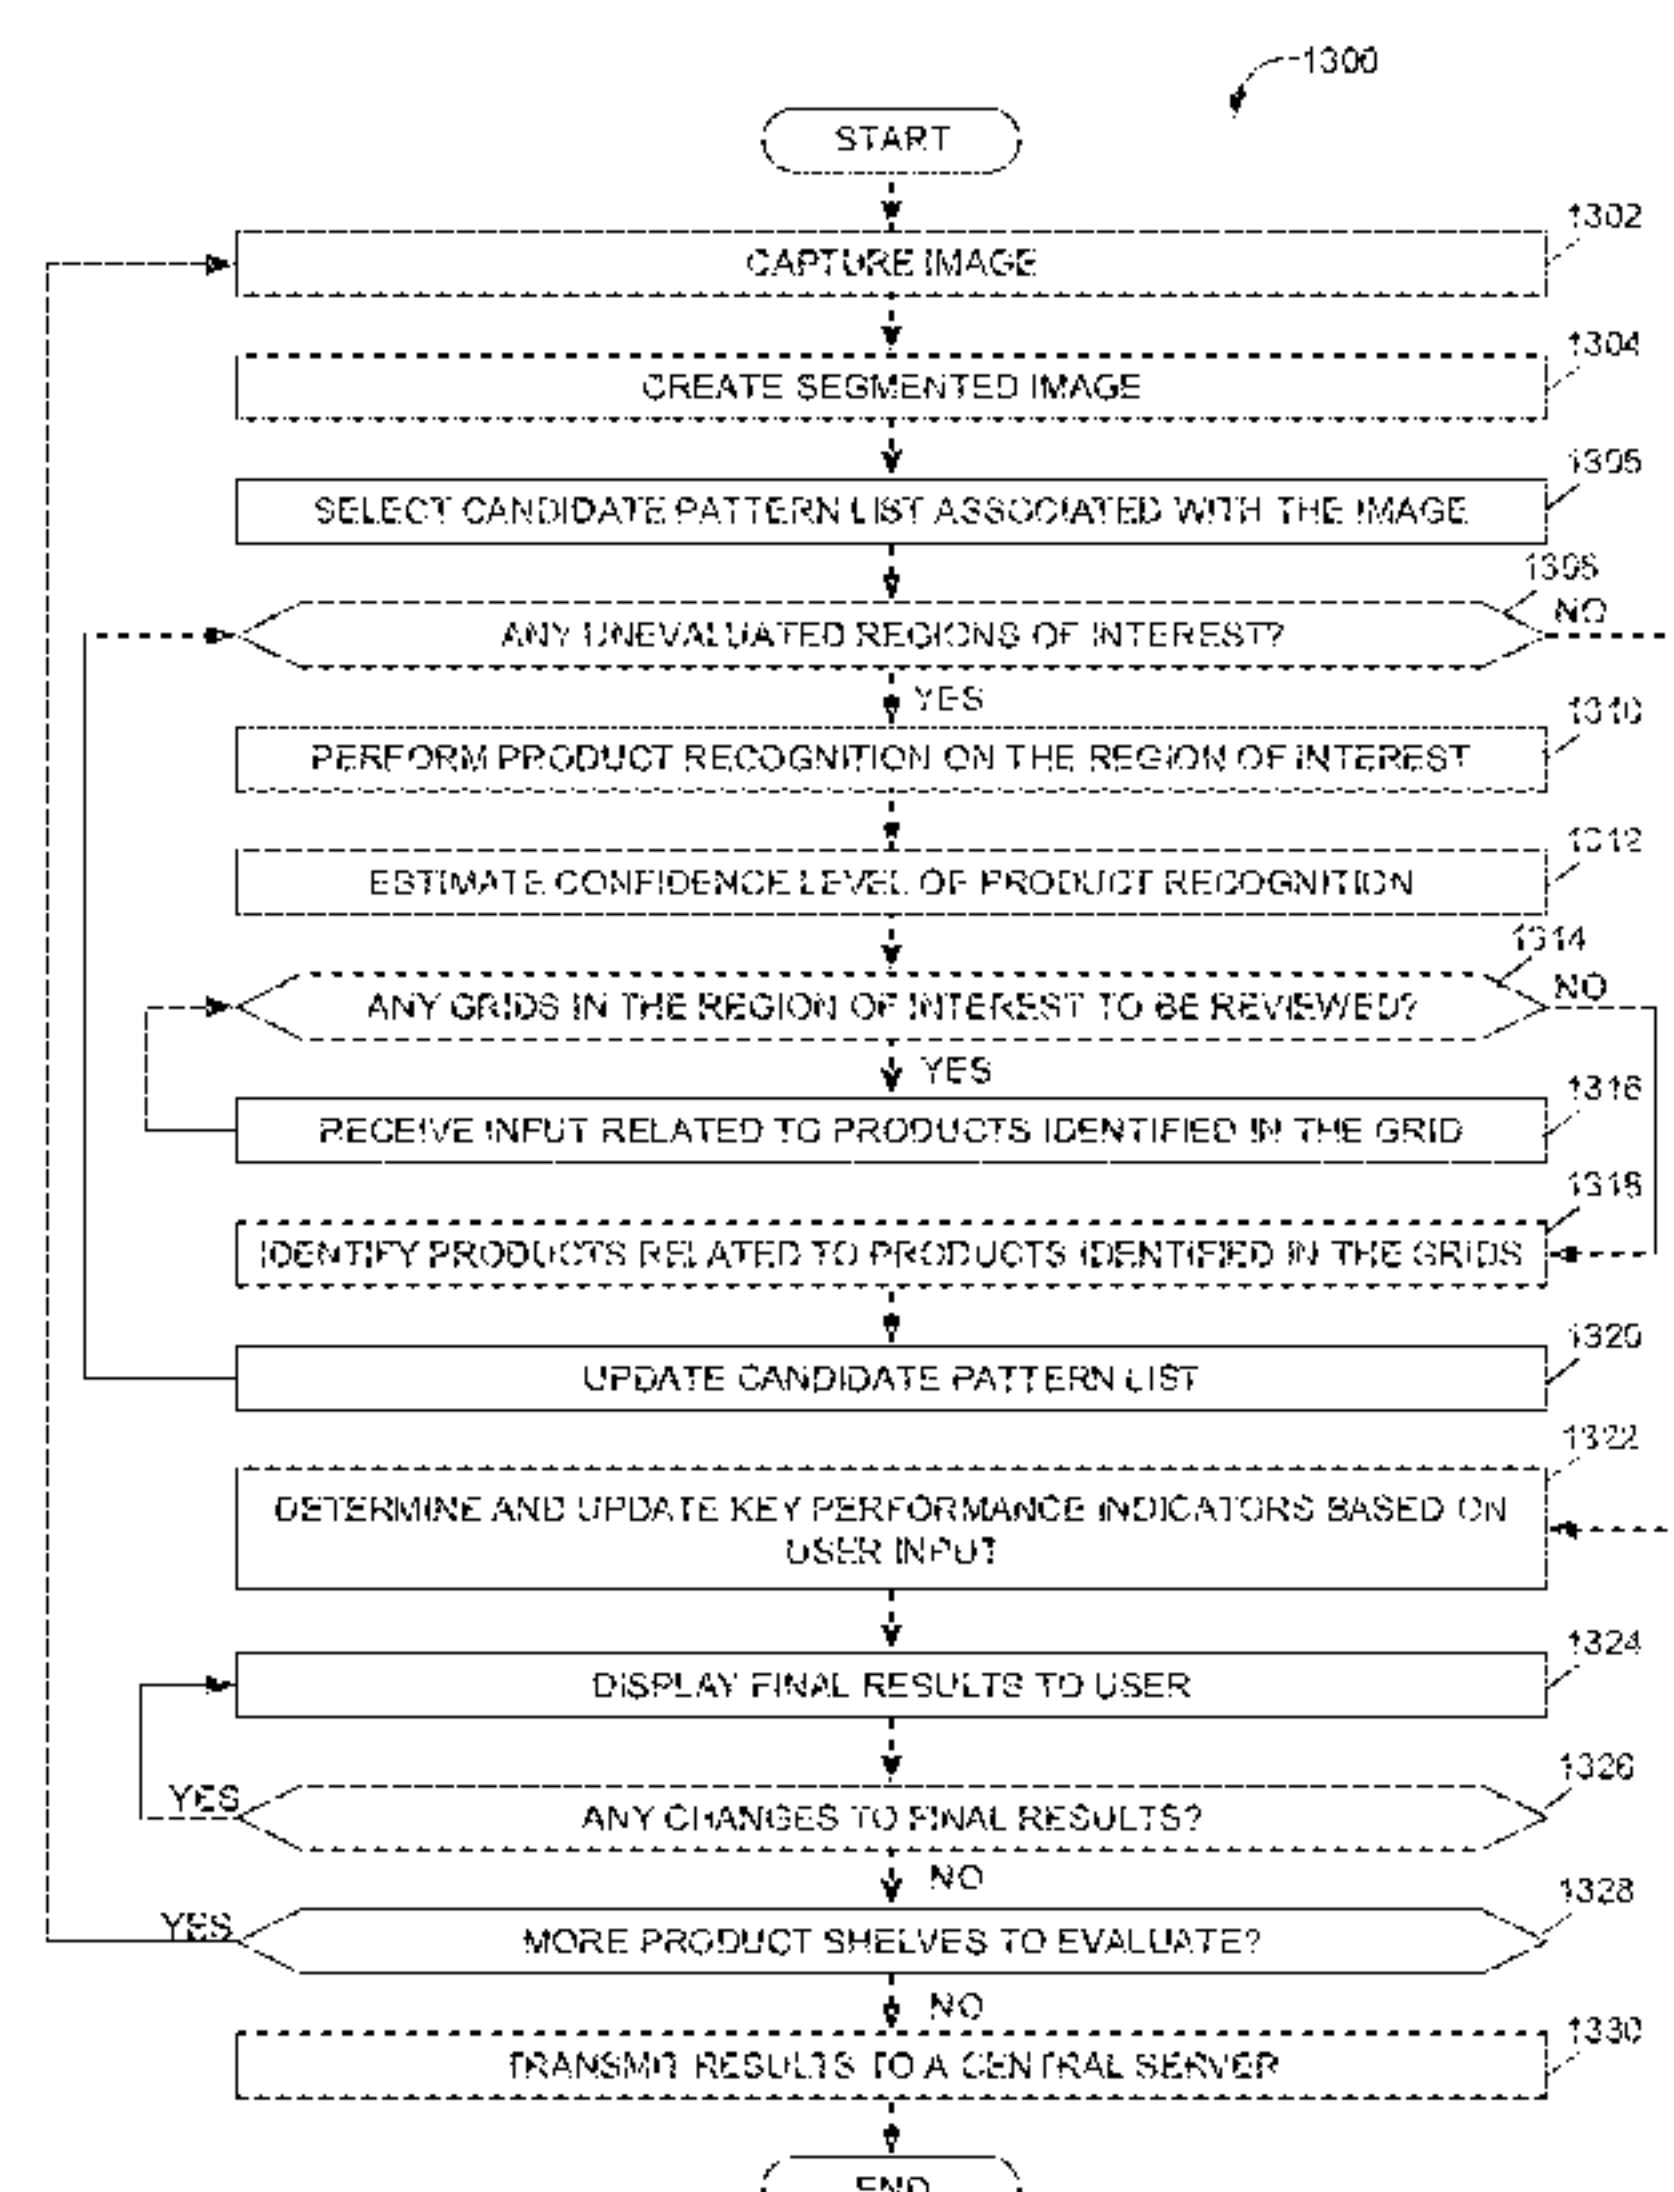 1300
START
1302
CAPTURE IMAGE
1304
CREATE SEGMENTED IMAGE
1306
SELECT CANDIDATE PATTERN LIST ASSOCIATED WITH THE IMAGE
1308
ANY UNEVALUATED REGIONS OF INTEREST?
NO
YES
1310
PERFORM PRODUCT RECOGNITION ON THE REGION OF INTEREST
1312
ESTIMATE CONFIDENCE LEVEL OF PRODUCT RECOGNITION
1314
ANY GRIDS IN THE REGION OF INTEREST TO BE REVIEWED?
NO
YES
1316
RECEIVE INPUT RELATED TO PRODUCTS IDENTIFIED IN THE GRID
1318
IDENTIFY PRODUCTS RELATED TO PRODUCTS IDENTIFIED IN THE GRIDS
1320
UPDATE CANDIDATE PATTERN LIST
1322
DETERMINE AND UPDATE KEY PERFORMANCE INDICATORS BASED ON
USER INPUT
1324
DISPLAY FINAL RESULTS TO USER
1326
YES
ANY CHANGES TO FINAL RESULTS?
NO
1328
YES
MORE PRODUCT SHELVES TO EVALUATE?
NO
1330
TRANSMIT RESULTS TO A CENTRAL SERVER
END